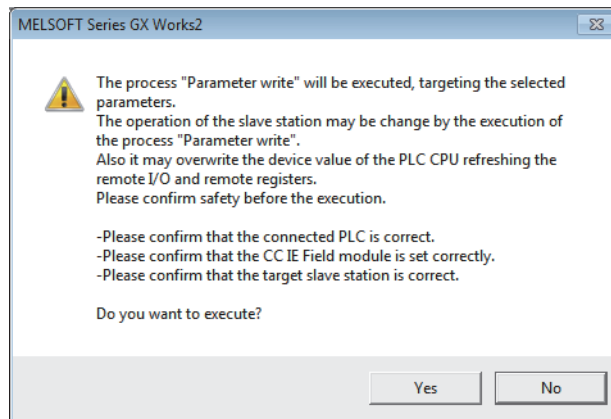 MELSOFT Series GX Works2
The process "Parameter write" will be executed, targeting the selected
parameters.
The operation of the slave station may be change by the execution of
the process "Parameter write".
Also it may overwrite the device value of the PLC CPU refreshing the
remote I/O and remote registers.
Please confirm safety before the execution.
-Please confirm that the connected PLC is correct.
-Please confirm that the CC IE Field module is set correctly.
-Please confirm that the target slave station is correct.
Do you want to execute?
Yes No